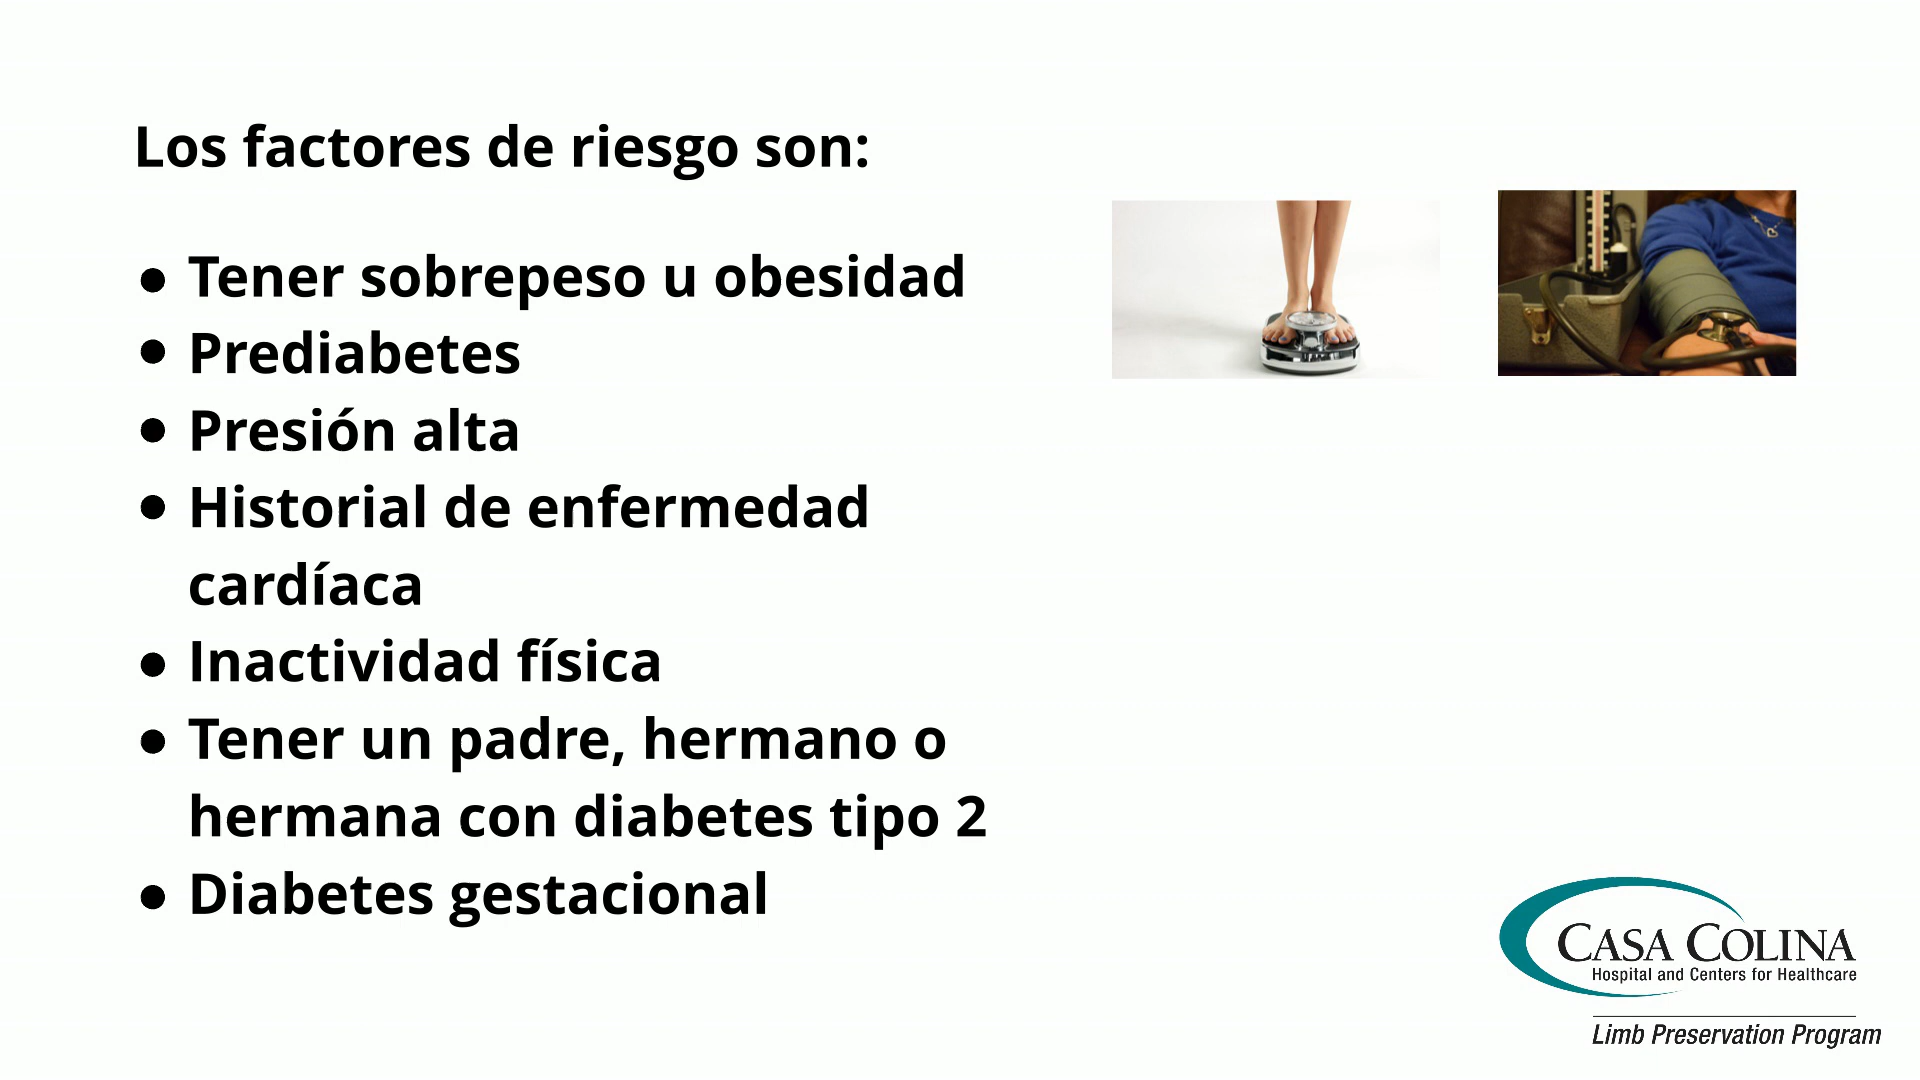 Los factores de riesgo son:
● Tener sobrepeso u obesidad
● Prediabetes
● Presión alta
● Historial de enfermedad
cardíaca
● Inactividad física
● Tener un padre, hermano o
hermana con diabetes tipo 2
● Diabetes gestacional
CASA COLINA
Hospital and Centers for Healthcare
Limb Preservation Program